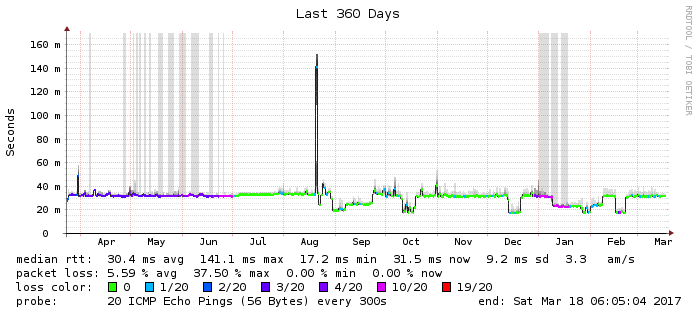 Last 360 Days
RRDTOOL / TOBI OETIKER
Seconds
160 m
140 m
120 m
100 m
80 m
60 m
40 m
20 m
0
Apr May Jun Jul Aug Sep Oct Nov Dec Jan Feb Mar
median rtt: 30.4 ms avg 141.1 ms max 17.2 ms min 31.5 ms now 9.2 ms sd 3.3 am/s
packet loss: 5.59 % avg 37.50 % max 0.00 % min 0.00 % now
loss color: 0 1/20 2/20 3/20 4/20 10/20 19/20
probe: 20 ICMP Echo Pings (56 Bytes) every 300s end: Sat Mar 18 06:05:04 2017